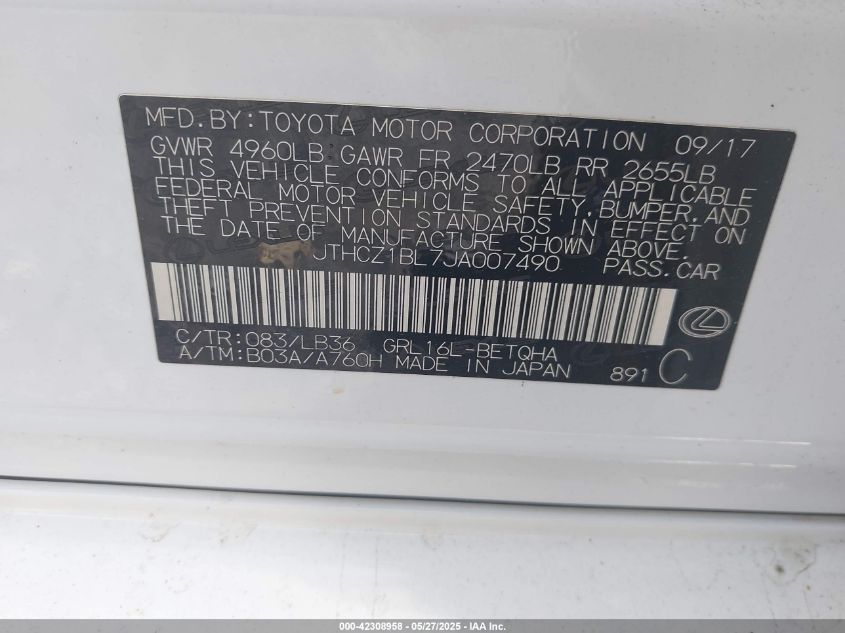 MFD.BY:TOYOTA MOTOR CORPORATION 09/17
GVWR 4960LB GAWR FR 2470LB RR 2655LB
THIS VEHICLE CONFORMS TO ALL APPLICABLE
FEDERAL MOTOR VEHICLE SAFETY,BUMPER,AND
THEFT PREVENTION STANDARDS IN EFFECT ON
THE DATE OF MANUFACTURE SHOWN ABOVE.
JTHCZ1BL7JA007490 PASS.CAR
C/TR:083/LB36 GRL16L-BETQHA
A/TM:B03A/A760H MADE IN JAPAN 891 C
000-42308958 - 05/27/2025 - IAA Inc.